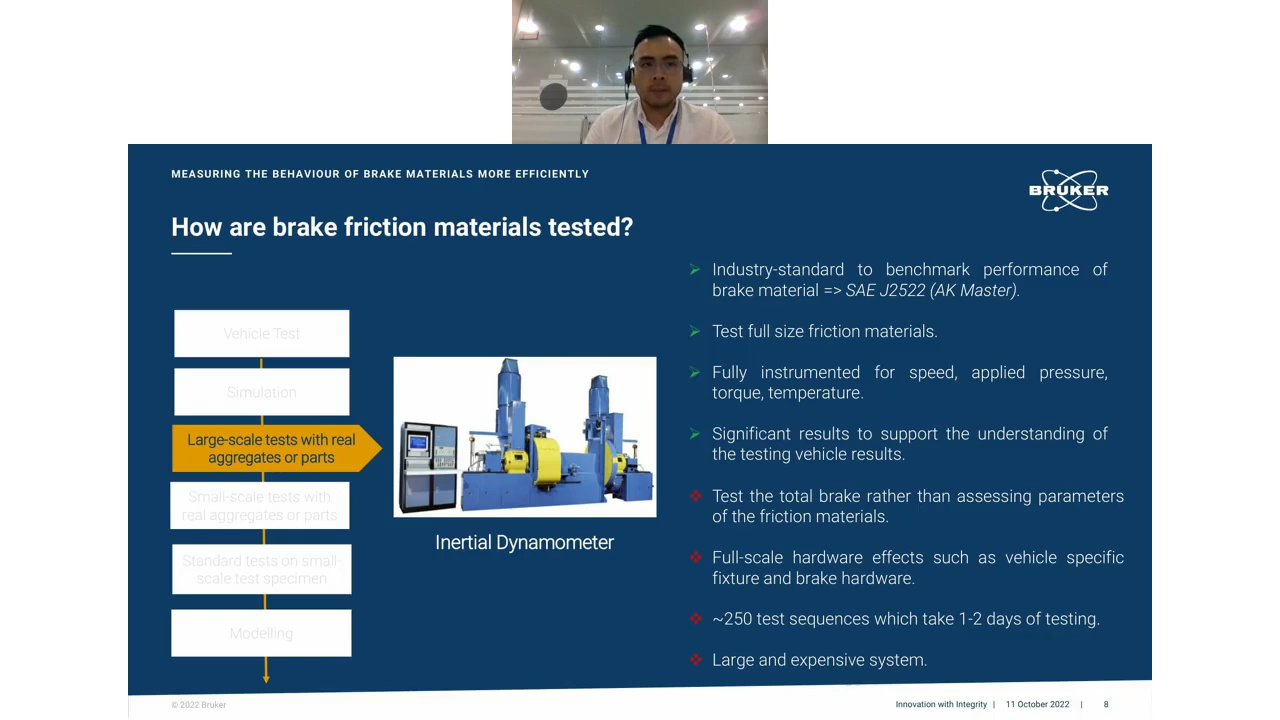 MEASURING THE BEHAVIOUR OF BRAKE MATERIALS MORE EFFICIENTLY
BRUKER
How are brake friction materials tested?
Vehicle Test
Simulation
Large-scale tests with real
aggregates or parts
Small-scale tests with
real aggregates or parts
Standard tests on small-
scale test specimen
Modelling
Inertial Dynamometer
Industry-standard to benchmark performance of
brake material => SAE J2522 (AK Master).
Test full size friction materials.
Fully instrumented for speed, applied pressure,
torque, temperature.
Significant results to support the understanding of
the testing vehicle results.
Test the total brake rather than assessing parameters
of the friction materials.
Full-scale hardware effects such as vehicle specific
fixture and brake hardware.
~250 test sequences which take 1-2 days of testing.
Large and expensive system.
© 2022 Bruker
Innovation with Integrity | 11 October 2022 | 8